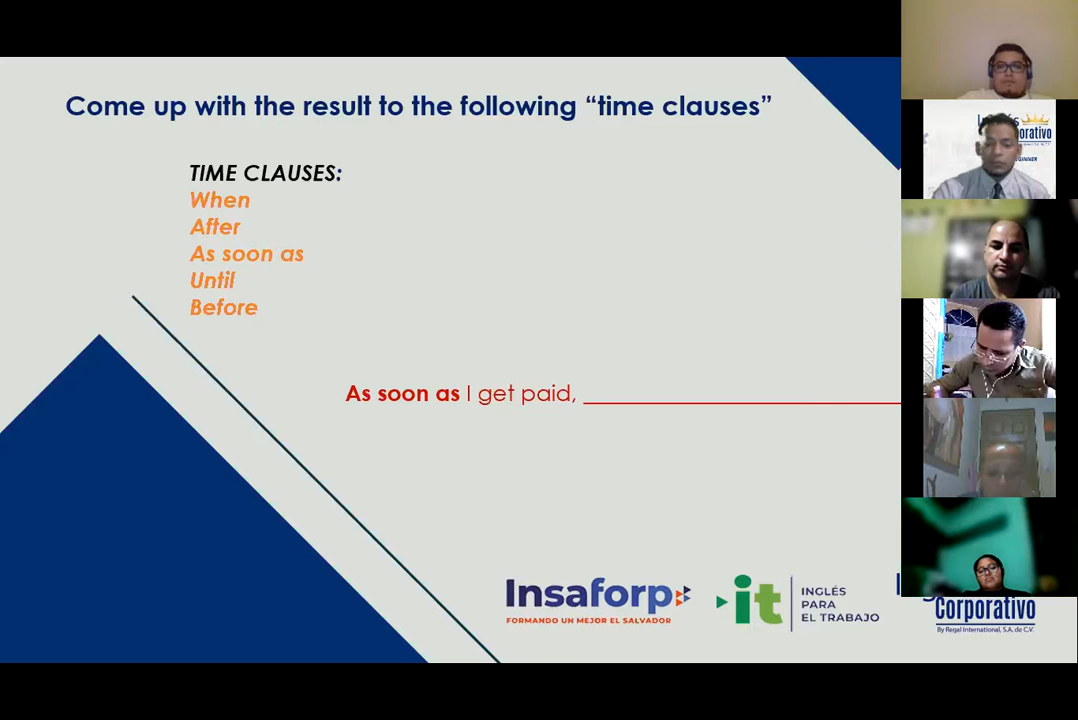 Come up with the result to the following “time clauses”
TIME CLAUSES:
When
After
As soon as
Until
Before
As soon as I get paid, ____________________________
Insaforp
FORMANDO UN MEJOR EL SALVADOR
it
INGLÉS
PARA
EL TRABAJO
Corporativo
By Regal International, S.A. de C.V.